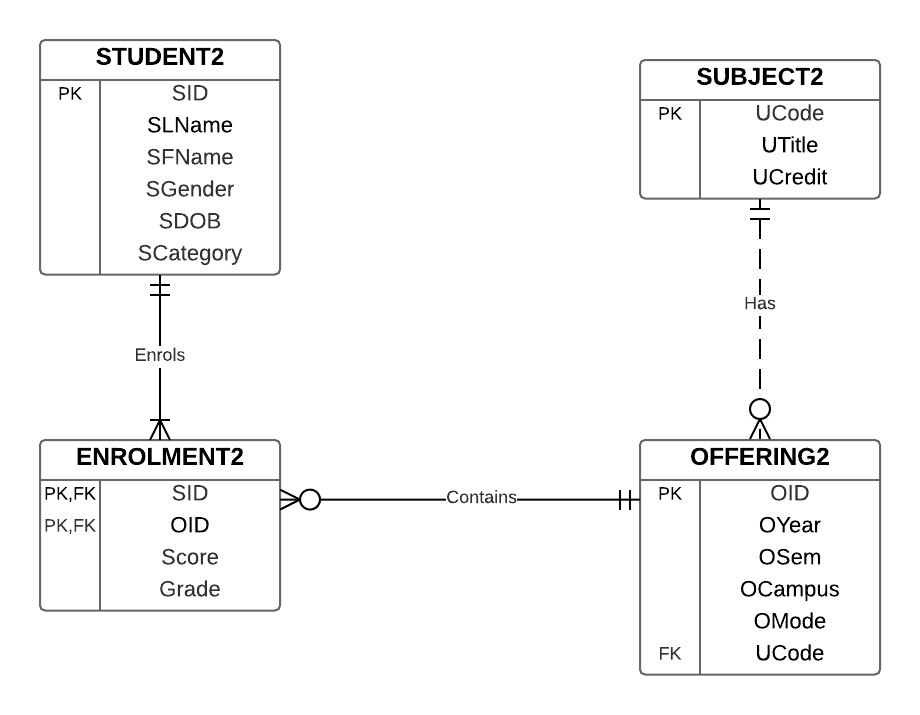 STUDENT2
PK SID
SLName
SFName
SGender
SDOB
SCategory
SUBJECT2
PK UCode
UTitle
UCredit
Enrols
Has
ENROLMENT2
PK,FK SID
PK,FK OID
Score
Grade
Contains
OFFERING2
PK OID
OYear
OSem
OCampus
OMode
FK UCode